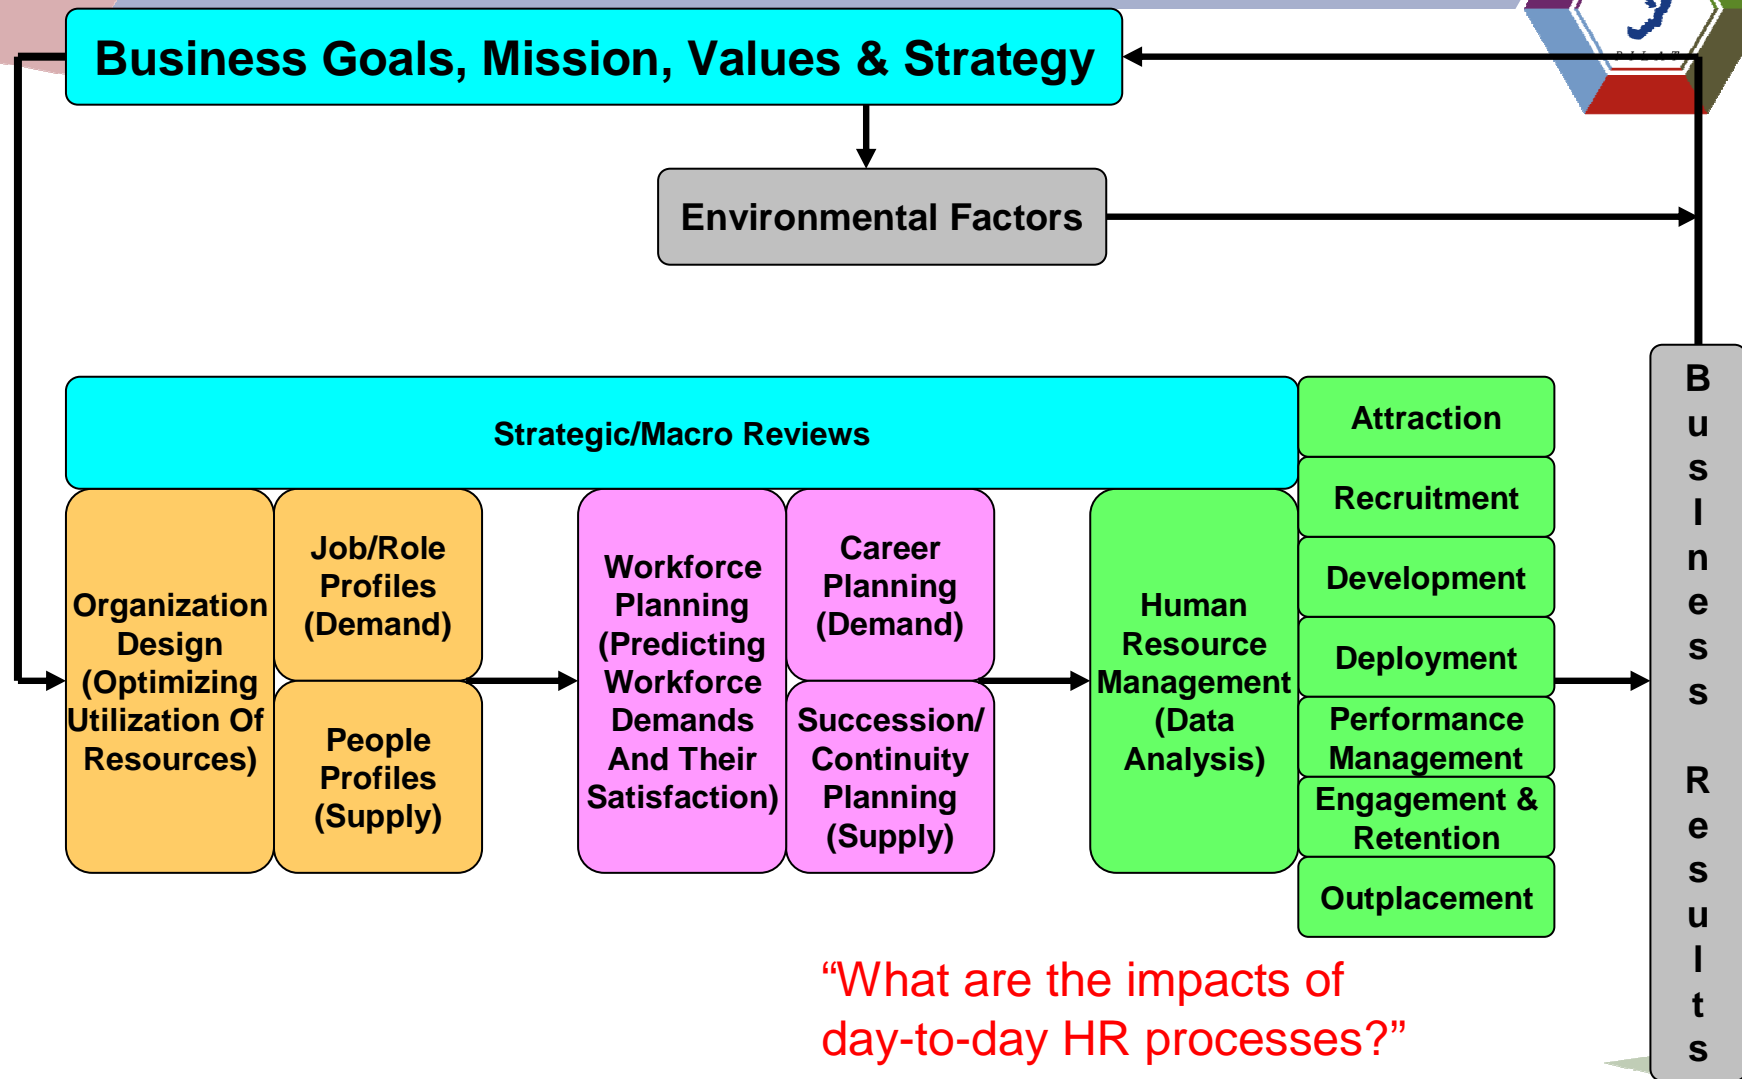 Business Goals, Mission, Values & Strategy
PILAT
Environmental Factors
Strategic/Macro Reviews
Organization
Design
(Optimizing
Utilization Of
Resources)
Job/Role
Profiles
(Demand)
People
Profiles
(Supply)
Workforce
Planning
(Predicting
Workforce
Demands
And Their
Satisfaction)
Career
Planning
(Demand)
Succession/
Continuity
Planning
(Supply)
Human
Resource
Management
(Data
Analysis)
Attraction
Recruitment
Development
Deployment
Performance
Management
Engagement &
Retention
Outplacement
B
u
s
I
n
e
s
s
R
e
s
u
l
t
s
“What are the impacts of
day-to-day HR processes?”